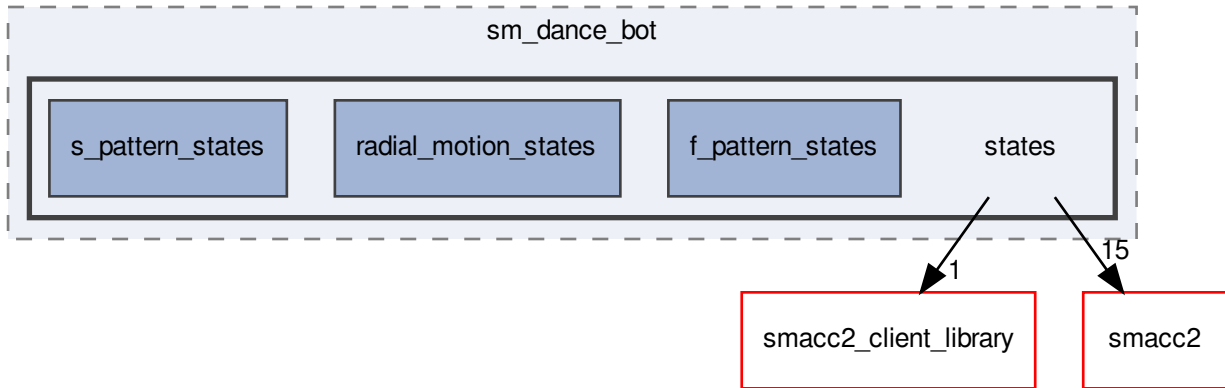 sm_dance_bot
s_pattern_states
radial_motion_states
f_pattern_states
states
1
15
smacc2_client_library
smacc2